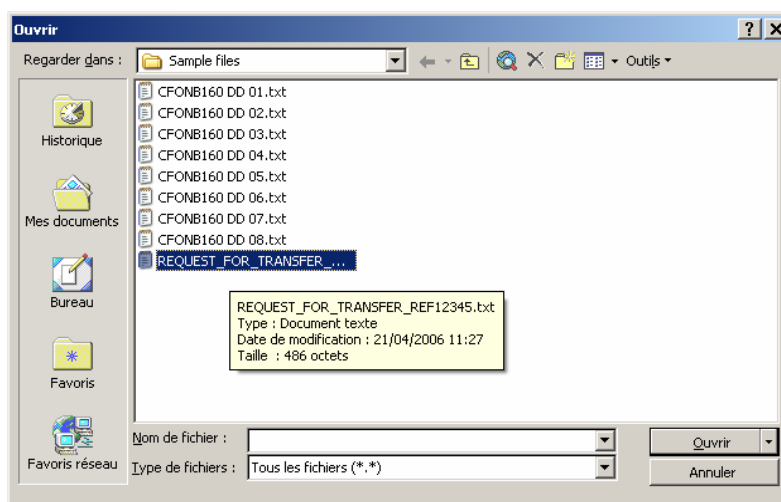 Ouvrir
Regarder dans :
Sample files
Outils
Historique
Mes documents
Bureau
Favoris
Favoris réseau
CFONB160 DD 01.txt
CFONB160 DD 02.txt
CFONB160 DD 03.txt
CFONB160 DD 04.txt
CFONB160 DD 05.txt
CFONB160 DD 06.txt
CFONB160 DD 07.txt
CFONB160 DD 08.txt
REQUEST_FOR_TRANSFER_...
REQUEST_FOR_TRANSFER_REF12345.txt
Type : Document texte
Date de modification : 21/04/2006 11:27
Taille : 486 octets
Nom de fichier :
Ouvrir
Type de fichiers :
Tous les fichiers (*.*)
Annuler